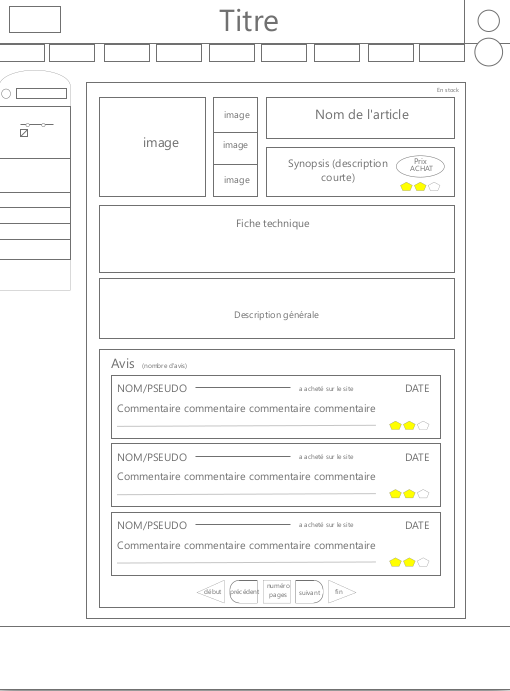 Titre
En stock
image
image
image
image
Nom de l'article
Synopsis (description
courte)
Prix
ACHAT
Fiche technique
Description générale
Avis (nombre d'avis)
NOM/PSEUDO a acheté sur le site DATE
Commentaire commentaire commentaire commentaire
NOM/PSEUDO a acheté sur le site DATE
Commentaire commentaire commentaire commentaire
NOM/PSEUDO a acheté sur le site DATE
Commentaire commentaire commentaire commentaire
début précédent numéro pages suivant fin